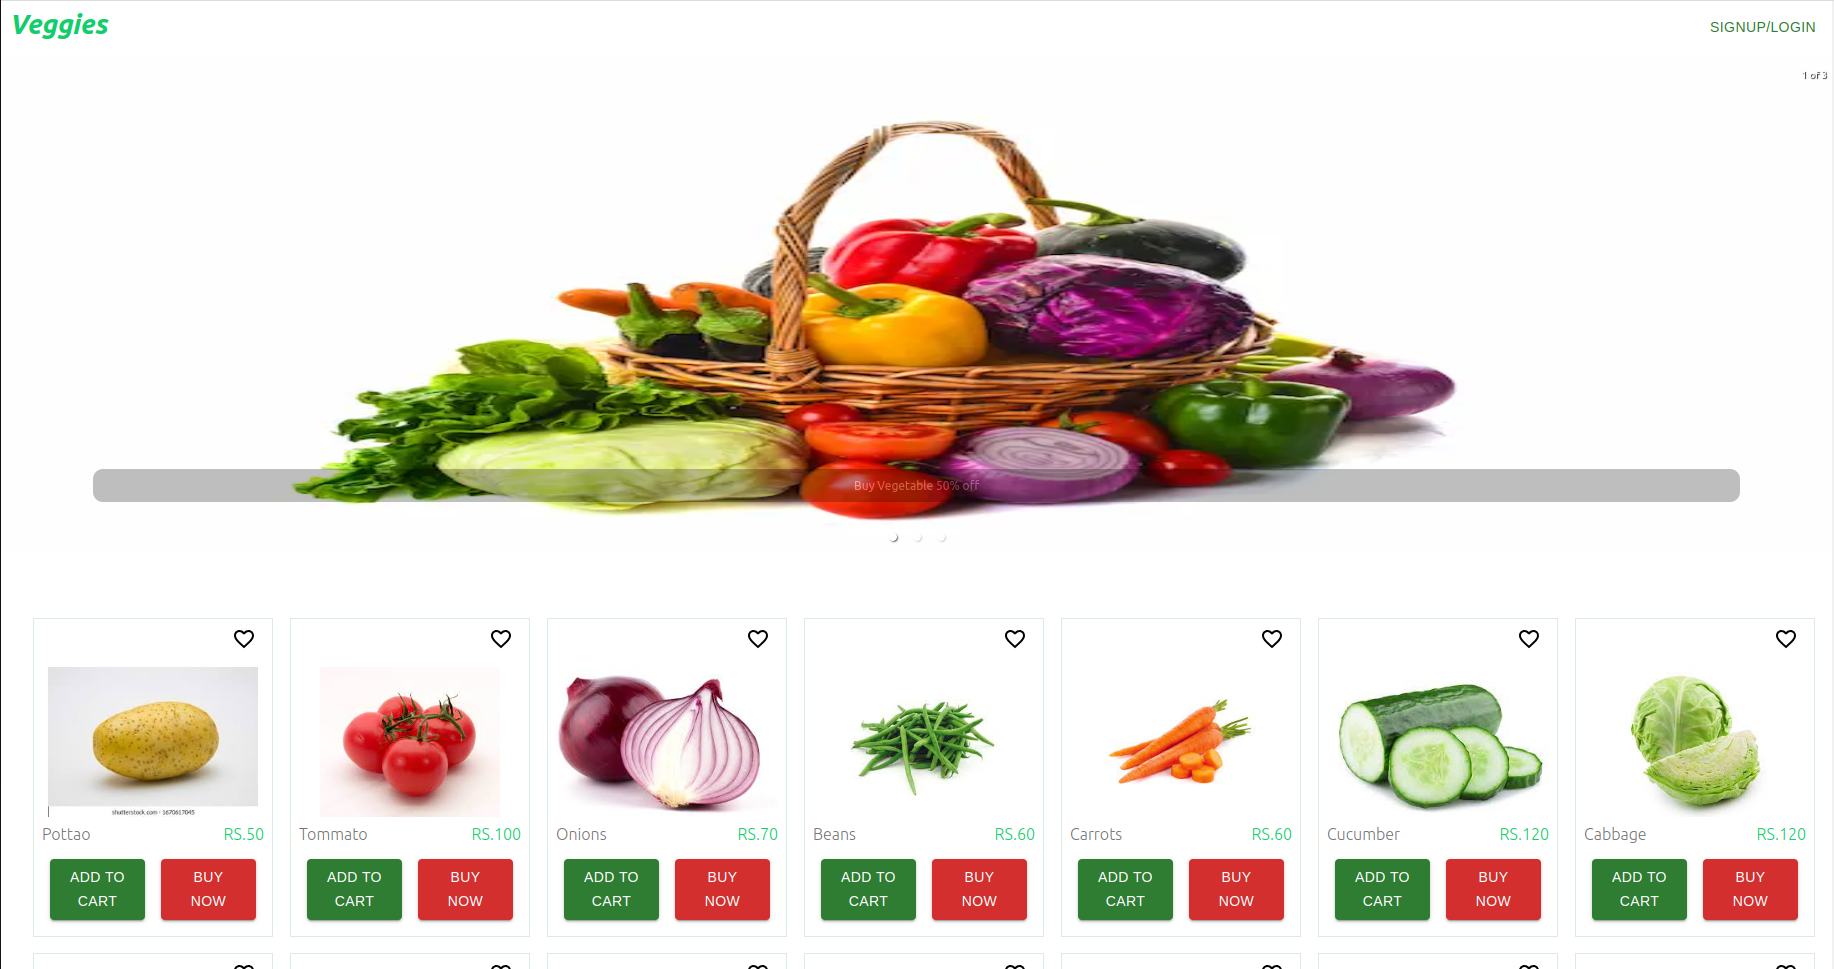 Veggies
SIGNUP/LOGIN
1 of 3
Buy Vegetable 50% off
shutterstock.com · 1670617045
Pottao RS.50
Tommato RS.100
Onions RS.70
Beans RS.60
Carrots RS.60
Cucumber RS.120
Cabbage RS.120
ADD TO
CART
BUY
NOW
ADD TO
CART
BUY
NOW
ADD TO
CART
BUY
NOW
ADD TO
CART
BUY
NOW
ADD TO
CART
BUY
NOW
ADD TO
CART
BUY
NOW
ADD TO
CART
BUY
NOW